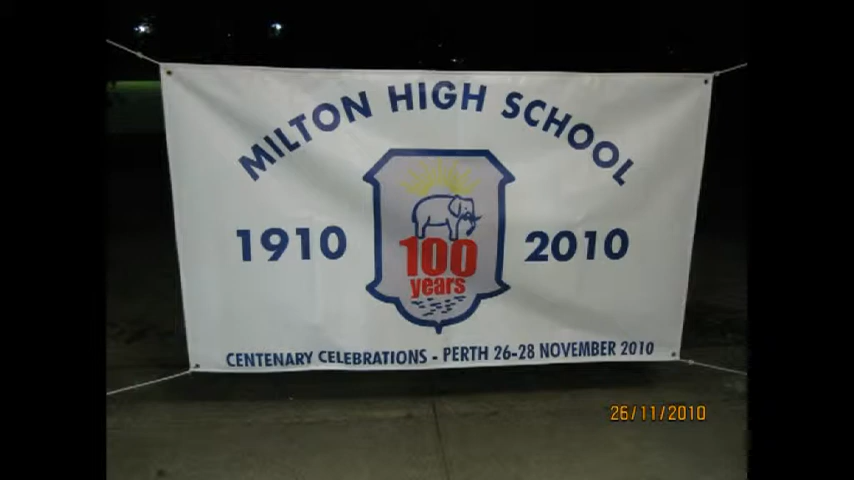 MILTON HIGH SCHOOL
1910
100
years
2010
CENTENARY CELEBRATIONS - PERTH 26-28 NOVEMBER 2010
26/11/2010